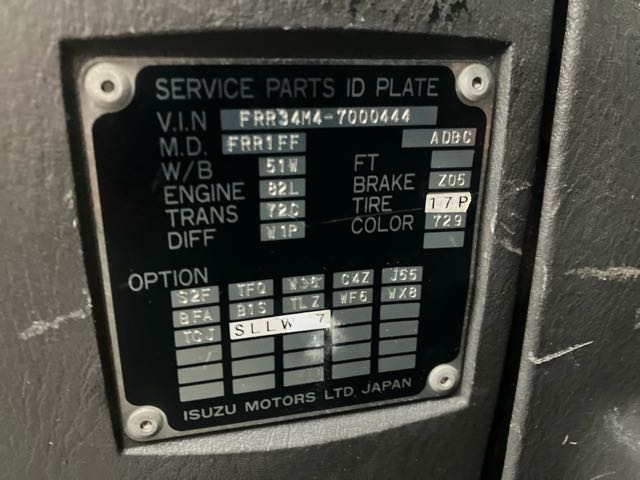 SERVICE PARTS ID PLATE
V.I.N FRR34M4-7000444
M.D. FRR1FF ADBC
W/B 51W FT
ENGINE 82L BRAKE Z05
TRANS 72C TIRE 17P
DIFF W1P COLOR 729
OPTION
S2F TFQ C4Z J55
BFA B1S TLZ WF6 WX8
TCJ SLLW 7
ISUZU MOTORS LTD. JAPAN